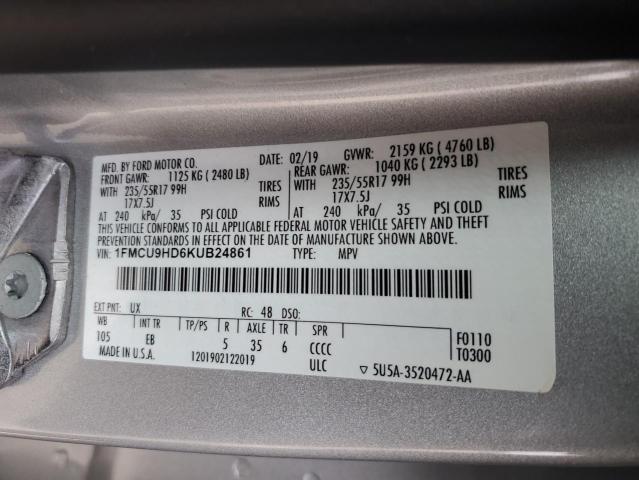 MFD. BY FORD MOTOR CO.
DATE: 02/19 GVWR: 2159 KG ( 4760 LB)
FRONT GAWR: 1125 KG ( 2480 LB) REAR GAWR: 1040 KG ( 2293 LB)
WITH 235/55R17 99H TIRES WITH 235/55R17 99H TIRES
17X7.5J RIMS 17X7.5J RIMS
AT 240 kPa/ 35 PSI COLD AT 240 kPa/ 35 PSI COLD
THIS VEHICLE CONFORMS TO ALL APPLICABLE FEDERAL MOTOR VEHICLE SAFETY AND THEFT
PREVENTION STANDARDS IN EFFECT ON THE DATE OF MANUFACTURE SHOWN ABOVE.
VIN: 1FMCU9HD6KUB24861 TYPE: MPV
EXT PNT: UX RC: 48 DSO:
WB INT TR TP/PS R AXLE TR SPR F0110
105 EB 5 35 6 CCCC T0300
MADE IN U.S.A. 1201902122019 ULC ▽ 5U5A-3520472-AA